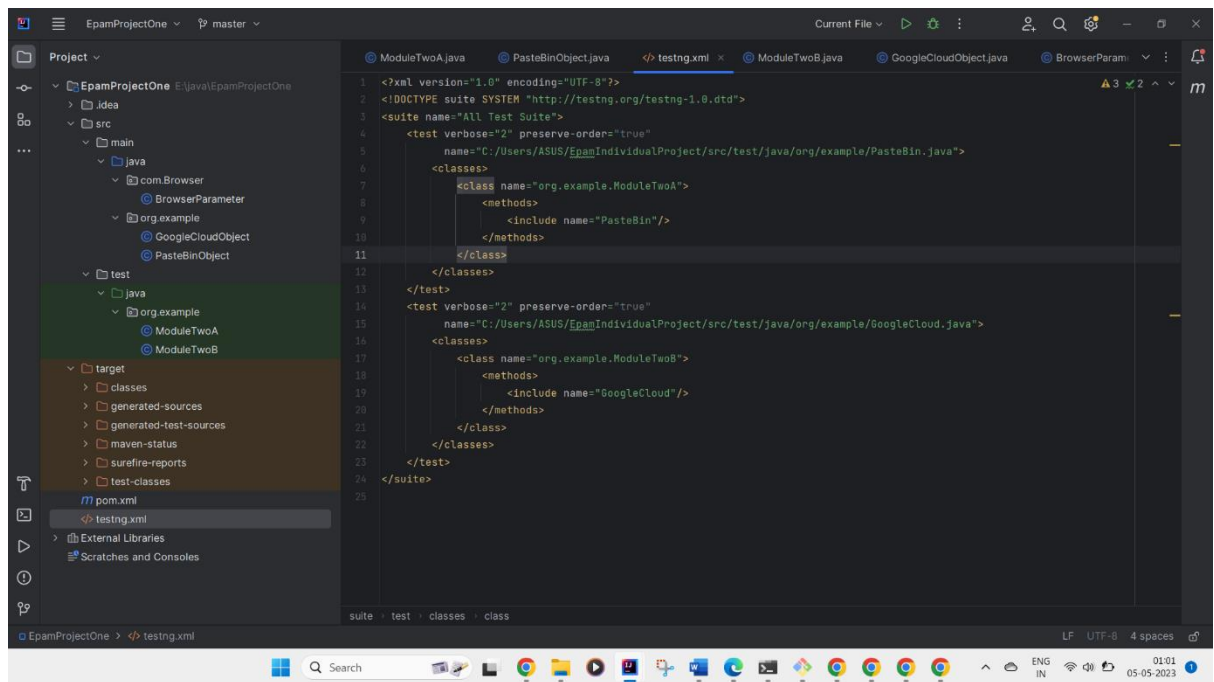 EpamProjectOne master Current File
Project
EpamProjectOne E:\java\EpamProjectOne
.idea
src
main
java
com.Browser
BrowserParameter
org.example
GoogleCloudObject
PasteBinObject
test
java
org.example
ModuleTwoA
ModuleTwoB
target
classes
generated-sources
generated-test-sources
maven-status
surefire-reports
test-classes
m pom.xml
</> testng.xml
External Libraries
Scratches and Consoles
ModuleTwoA.java PasteBinObject.java </> testng.xml × ModuleTwoB.java GoogleCloudObject.java BrowserParam
3 2
m
1 <?xml version="1.0" encoding="UTF-8"?>
2 <!DOCTYPE suite SYSTEM "http://testng.org/testng-1.0.dtd">
3 <suite name="All Test Suite">
4 <test verbose="2" preserve-order="true"
5 name="C:/Users/ASUS/EpamIndividualProject/src/test/java/org/example/PasteBin.java">
6 <classes>
7 <class name="org.example.ModuleTwoA">
8 <methods>
9 <include name="PasteBin"/>
10 </methods>
11 </class>
12 </classes>
13 </test>
14 <test verbose="2" preserve-order="true"
15 name="C:/Users/ASUS/EpamIndividualProject/src/test/java/org/example/GoogleCloud.java">
16 <classes>
17 <class name="org.example.ModuleTwoB">
18 <methods>
19 <include name="GoogleCloud"/>
20 </methods>
21 </class>
22 </classes>
23 </test>
24 </suite>
25
suite › test › classes › class
EpamProjectOne > </> testng.xml LF UTF-8 4 spaces
Search
ENG
IN
01:01
05-05-2023
1